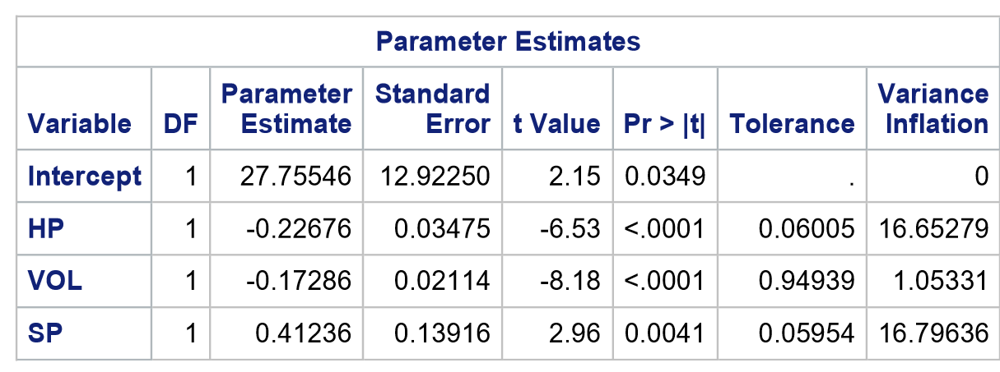 Parameter Estimates
Variable DF Parameter Estimate Standard Error t Value Pr > |t| Tolerance Variance Inflation
Intercept 1 27.75546 12.92250 2.15 0.0349 . 0
HP 1 -0.22676 0.03475 -6.53 <.0001 0.06005 16.65279
VOL 1 -0.17286 0.02114 -8.18 <.0001 0.94939 1.05331
SP 1 0.41236 0.13916 2.96 0.0041 0.05954 16.79636